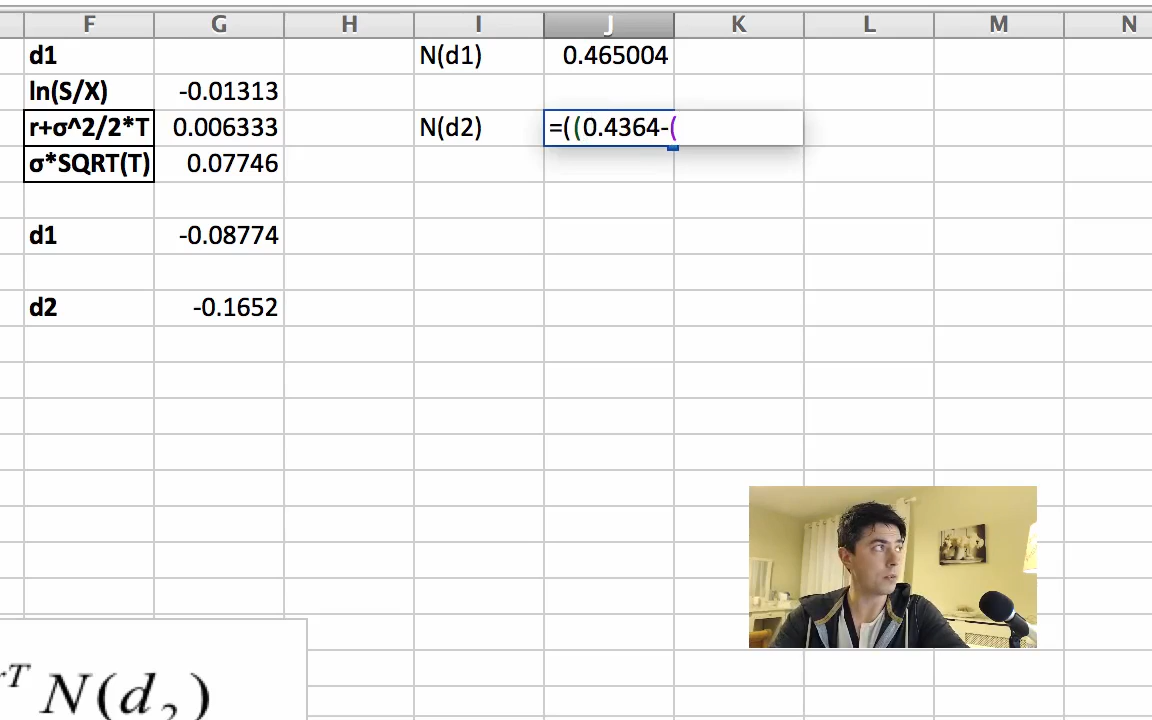 F G H I J K L M N
d1 N(d1) 0.465004
ln(S/X) -0.01313
r+σ^2/2*T 0.006333 N(d2) =((0.4364-(
σ*SQRT(T) 0.07746
d1 -0.08774
d2 -0.1652
rT N(d2)